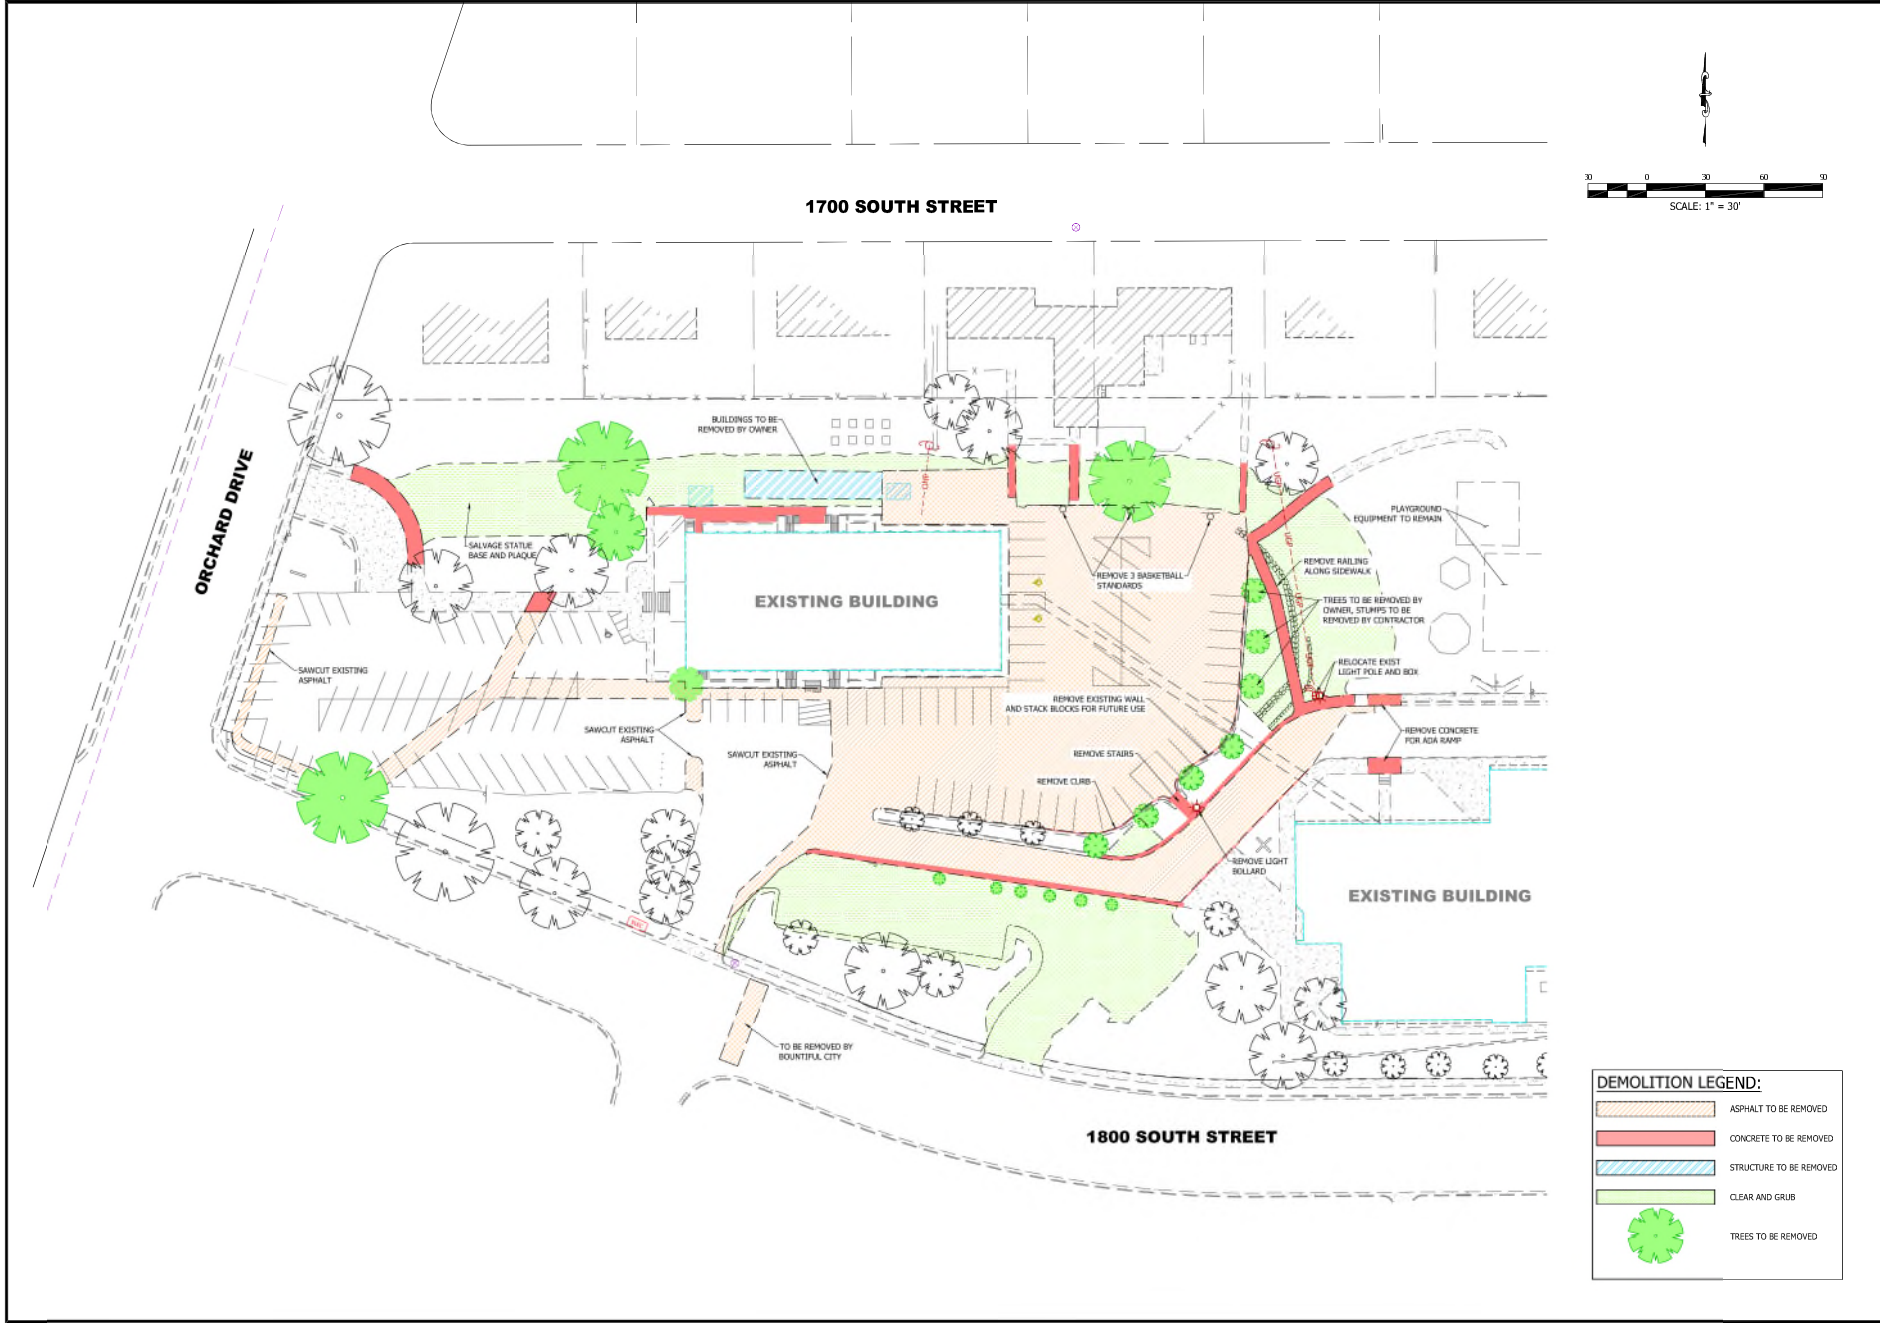 1700 SOUTH STREET
30 0 30 60 90
SCALE: 1" = 30'
ORCHARD DRIVE
BUILDINGS TO BE
REMOVED BY OWNER
SALVAGE STATUE
BASE AND PLAQUE
PLAYGROUND
EQUIPMENT TO REMAIN
REMOVE RAILING
ALONG SIDEWALK
REMOVE 3 BASKETBALL
STANDARDS
EXISTING BUILDING
TREES TO BE REMOVED BY
OWNER, STUMPS TO BE
REMOVED BY CONTRACTOR
SAWCUT EXISTING
ASPHALT
RELOCATE EXIST
LIGHT POLE AND BOX
REMOVE EXISTING WALL
AND STACK BLOCKS FOR FUTURE USE
SAWCUT EXISTING
ASPHALT
SAWCUT EXISTING
ASPHALT
REMOVE CONCRETE
FOR ADA RAMP
REMOVE STAIRS
REMOVE CURB
REMOVE LIGHT
BOLLARD
EXISTING BUILDING
TO BE REMOVED BY
BOUNTIFUL CITY
1800 SOUTH STREET
DEMOLITION LEGEND:
ASPHALT TO BE REMOVED
CONCRETE TO BE REMOVED
STRUCTURE TO BE REMOVED
CLEAR AND GRUB
TREES TO BE REMOVED
UGP
UGP
UGP